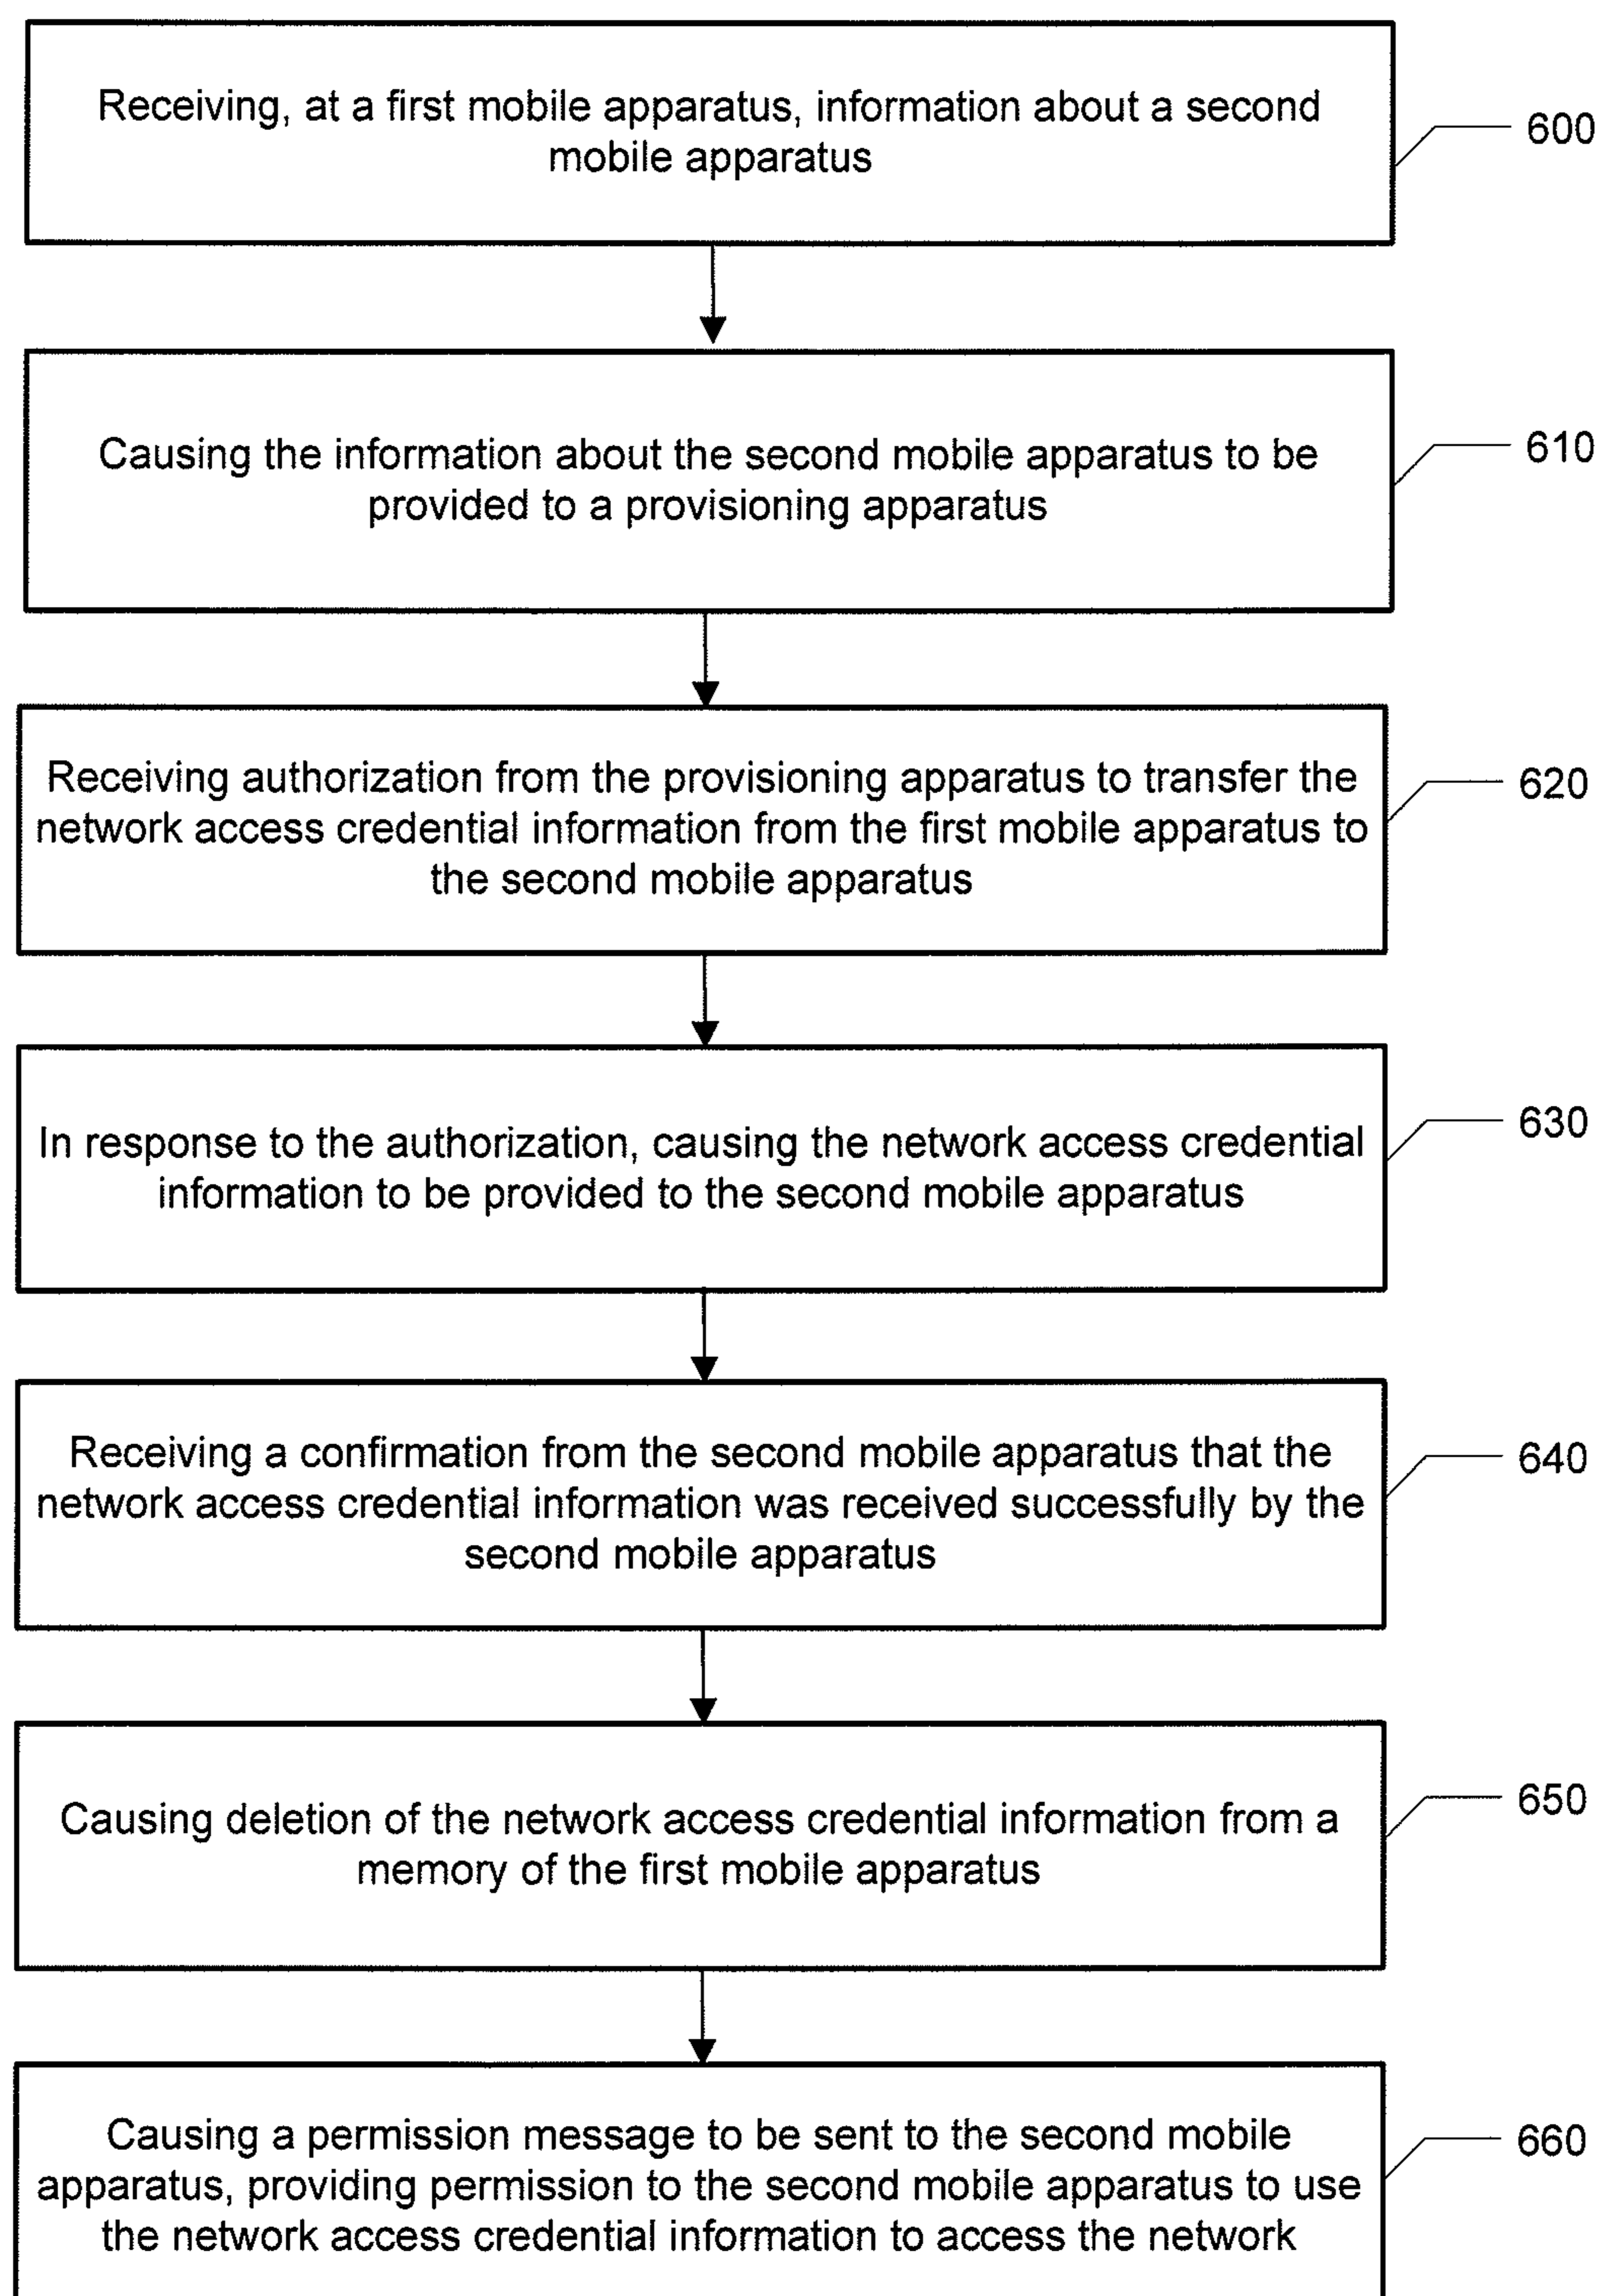 Receiving, at a first mobile apparatus, information about a second
mobile apparatus
600
Causing the information about the second mobile apparatus to be
provided to a provisioning apparatus
610
Receiving authorization from the provisioning apparatus to transfer the
network access credential information from the first mobile apparatus to
the second mobile apparatus
620
In response to the authorization, causing the network access credential
information to be provided to the second mobile apparatus
630
Receiving a confirmation from the second mobile apparatus that the
network access credential information was received successfully by the
second mobile apparatus
640
Causing deletion of the network access credential information from a
memory of the first mobile apparatus
650
Causing a permission message to be sent to the second mobile
apparatus, providing permission to the second mobile apparatus to use
the network access credential information to access the network
660